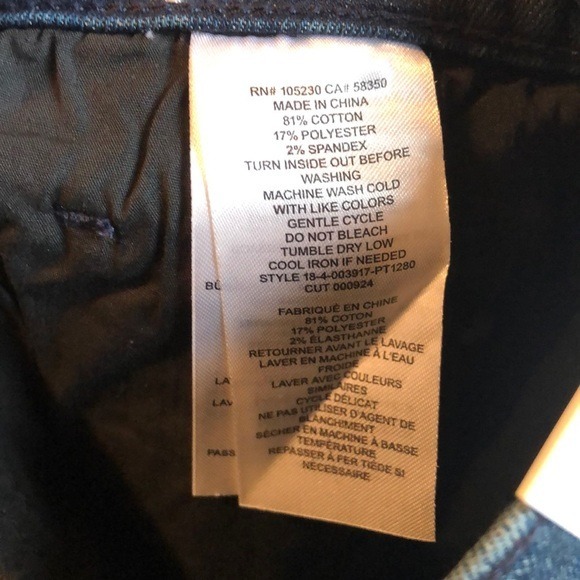 RN# 105230 CA# 58350
MADE IN CHINA
81% COTTON
17% POLYESTER
2% SPANDEX
TURN INSIDE OUT BEFORE
WASHING
MACHINE WASH COLD
WITH LIKE COLORS
GENTLE CYCLE
DO NOT BLEACH
TUMBLE DRY LOW
COOL IRON IF NEEDED
STYLE 18-4-003917-PT1280
CUT 000924
FABRIQUÉ EN CHINE
81% COTON
17% POLYESTER
2% ÉLASTHANNE
RETOURNER AVANT LE LAVAGE
LAVER EN MACHINE À L'EAU
FROIDE
LAVER AVEC COULEURS
SIMILAIRES
CYCLE DÉLICAT
NE PAS UTILISER D'AGENT DE
BLANCHIMENT
SÉCHER EN MACHINE À BASSE
TEMPÉRATURE
REPASSER À FER TIÈDE SI
NÉCESSAIRE